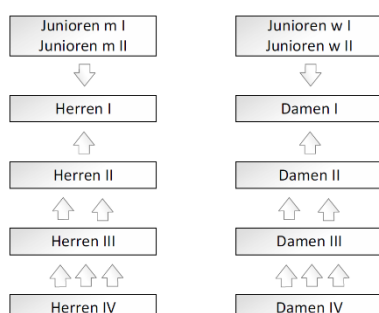 Junioren m I
Junioren m II
Herren I
Herren II
Herren III
Herren IV
Junioren w I
Junioren w II
Damen I
Damen II
Damen III
Damen IV